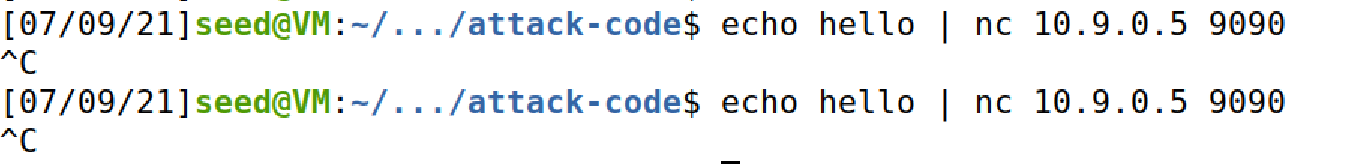 [07/09/21]seed@VM:~/.../attack-code$ echo hello | nc 10.9.0.5 9090
^C
[07/09/21]seed@VM:~/.../attack-code$ echo hello | nc 10.9.0.5 9090
^C